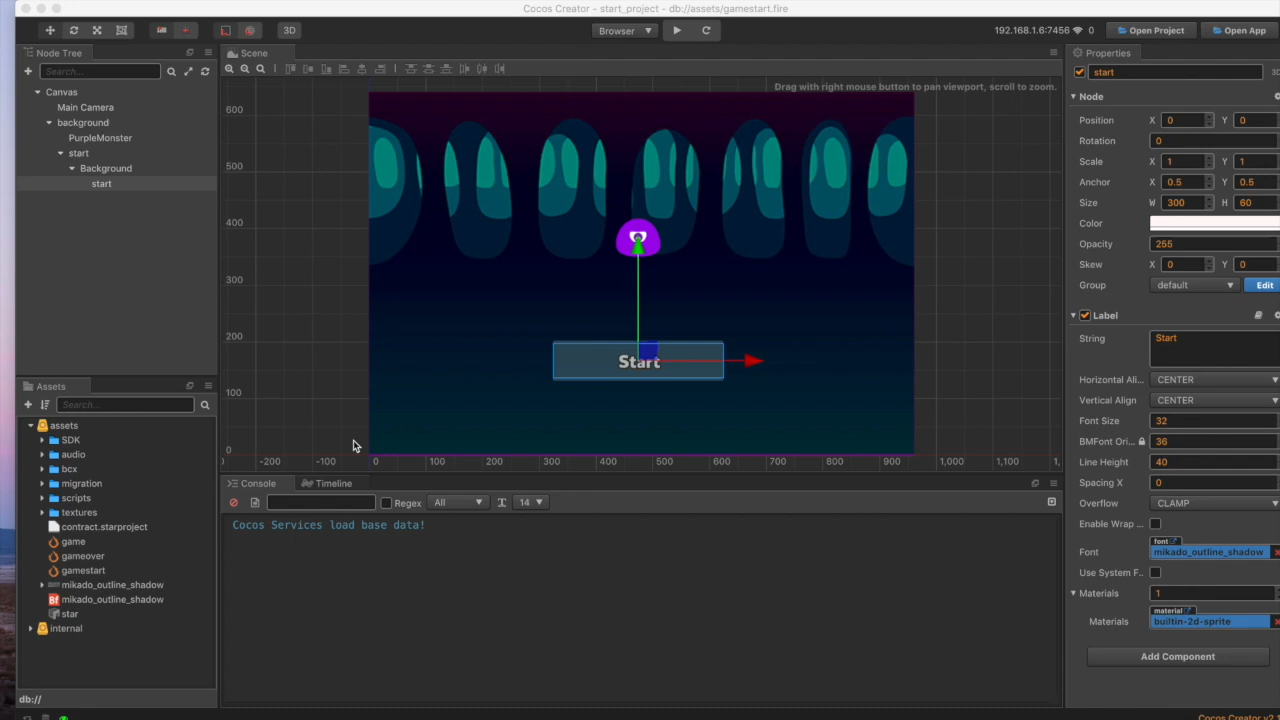 Cocos Creator - start_project - db://assets/gamestart.fire
3D
Browser
192.168.1.6:7456
0
Open Project
Open App
Node Tree
Search...
Canvas
Main Camera
background
PurpleMonster
start
Background
start
Assets
Search...
assets
SDK
audio
bcx
migration
scripts
textures
contract.starproject
game
gameover
gamestart
mikado_outline_shadow
Bf mikado_outline_shadow
star
internal
db://
Scene
Drag with right mouse button to pan viewport, scroll to zoom.
600
500
400
300
200
100
0
Start
-200 -100 0 100 200 300 400 500 600 700 800 900 1,000 1,100 1,
Console
Timeline
Regex
All
14
Cocos Services load base data!
Properties
start
Node
Position X 0 Y 0
Rotation 0
Scale X 1 Y 1
Anchor X 0.5 Y 0.5
Size W 300 H 60
Color
Opacity 255
Skew X 0 Y 0
Group default Edit
Label
String Start
Horizontal Ali... CENTER
Vertical Align CENTER
Font Size 32
BMFont Ori... 36
Line Height 40
Spacing X 0
Overflow CLAMP
Enable Wrap ...
font
Font mikado_outline_shadow
Use System F..
Materials 1
material
Materials builtin-2d-sprite
Add Component